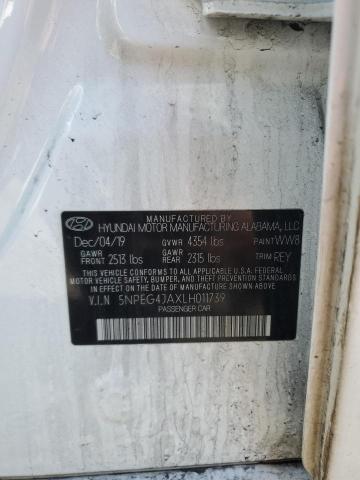 MANUFACTURED BY
HYUNDAI MOTOR MANUFACTURING ALABAMA, LLC
Dec/04/19 GVWR 4354 lbs PAINT WW8
GAWR FRONT 2513 lbs GAWR REAR 2315 lbs TRIM REY
THIS VEHICLE CONFORMS TO ALL APPLICABLE U.S. FEDERAL
MOTOR VEHICLE SAFETY, BUMPER, AND THEFT PREVENTION
STANDARDS IN EFFECT ON THE DATE OF MANUFACTURE SHOWN ABOVE.
V.I.N 5NPEG4JAXLH011739
PASSENGER CAR